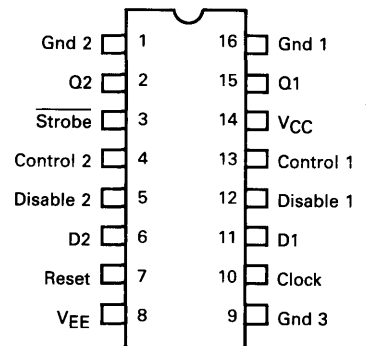 Gnd 2 1 16 Gnd 1
Q2 2 15 Q1
Strobe 3 14 VCC
Control 2 4 13 Control 1
Disable 2 5 12 Disable 1
D2 6 11 D1
Reset 7 10 Clock
VEE 8 9 Gnd 3